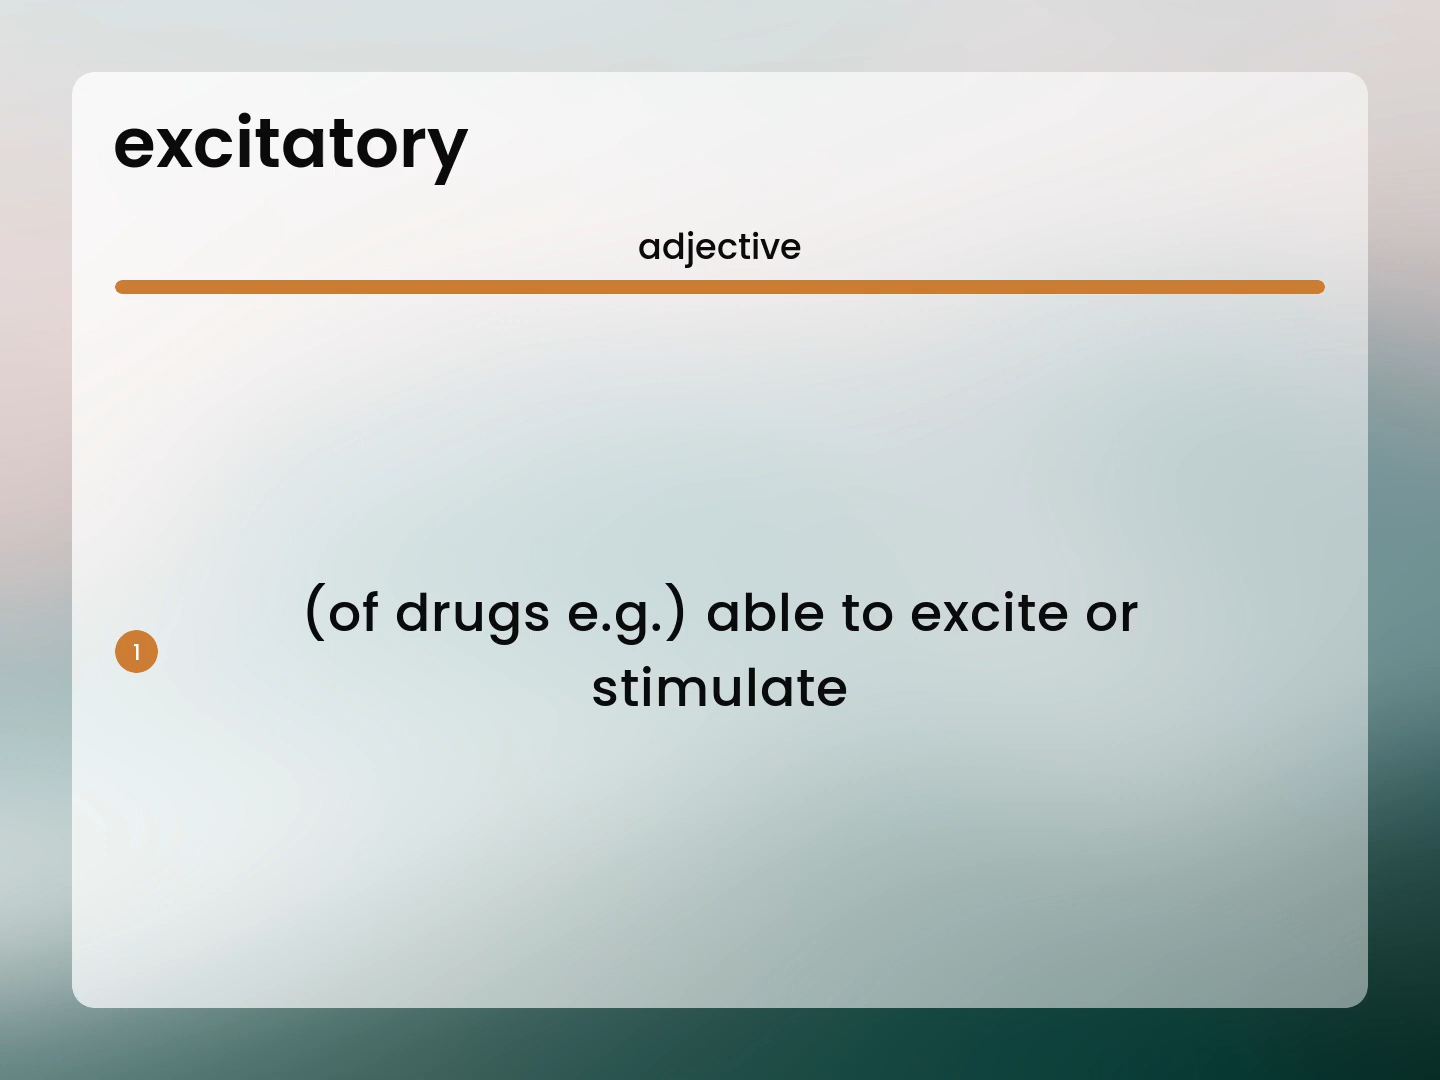 excitatory
adjective
1
(of drugs e.g.) able to excite or
stimulate